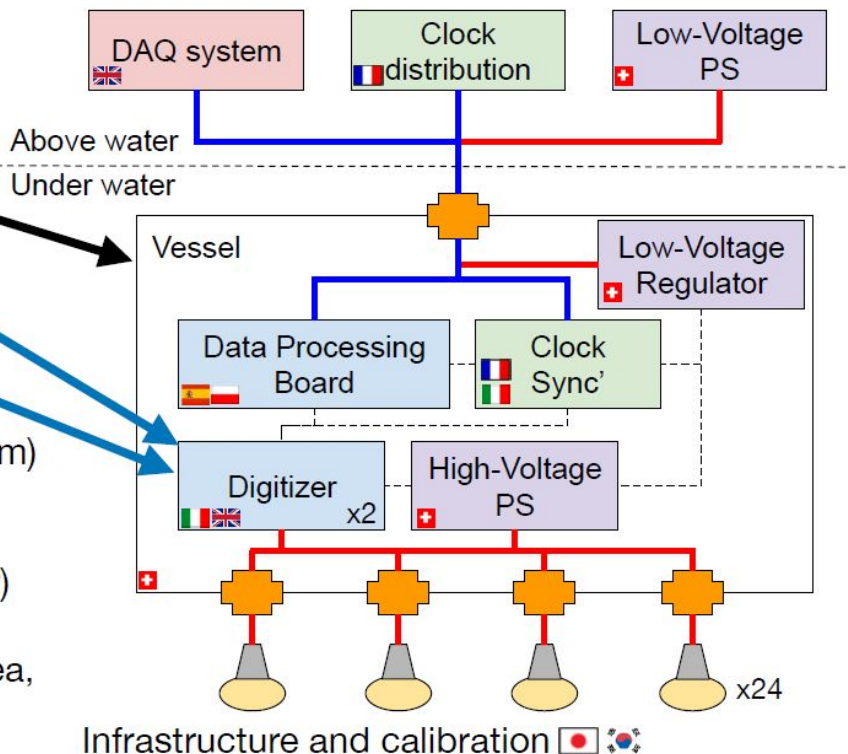 DAQ system
Clock
distribution
Low-Voltage
PS
Above water
Under water
Vessel
Low-Voltage
Regulator
Data Processing
Board
Clock
Sync’
m)
Digitizer
x2
High-Voltage
PS
)
ea,
x24
Infrastructure and calibration